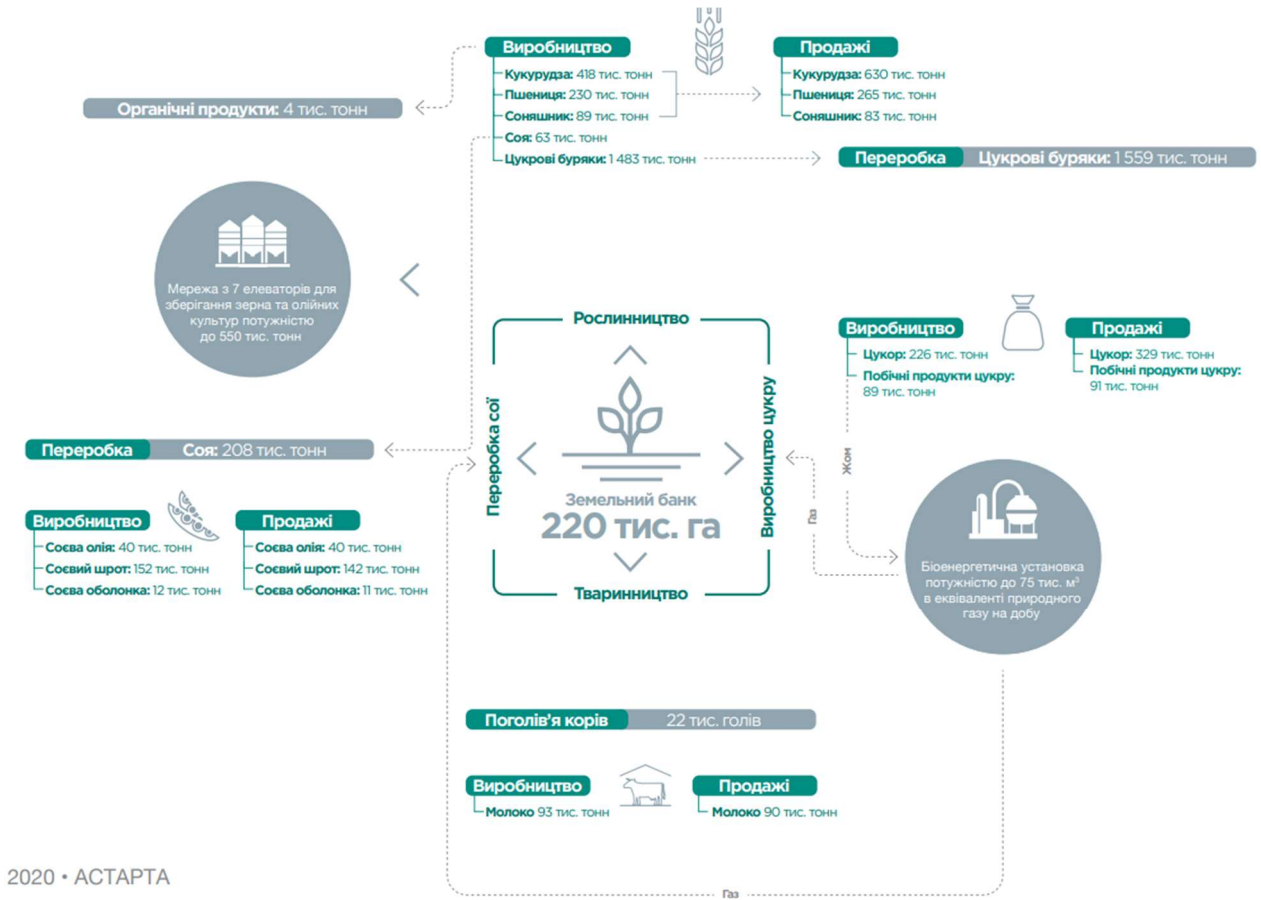 Виробництво
Кукурудза: 418 тис. тонн
Пшениця: 230 тис. тонн
Соняшник: 89 тис. тонн
Соя: 63 тис. тонн
Цукрові буряки: 1 483 тис. тонн
Продажі
Кукурудза: 630 тис. тонн
Пшениця: 265 тис. тонн
Соняшник: 83 тис. тонн
Органічні продукти: 4 тис. тонн
Переробка Цукрові буряки: 1 559 тис. тонн
Мережа з 7 елеваторів для
зберігання зерна та олійних
культур потужністю
до 550 тис. тонн
Рослинництво
Переробка сої
Виробництво цукру
Земельний банк
220 тис. га
Тваринництво
Виробництво
Цукор: 226 тис. тонн
Побічні продукти цукру:
89 тис. тонн
Продажі
Цукор: 329 тис. тонн
Побічні продукти цукру:
91 тис. тонн
Жом
Газ
Переробка Соя: 208 тис. тонн
Виробництво
Соєва олія: 40 тис. тонн
Соєвий шрот: 152 тис. тонн
Соєва оболонка: 12 тис. тонн
Продажі
Соєва олія: 40 тис. тонн
Соєвий шрот: 142 тис. тонн
Соєва оболонка: 11 тис. тонн
Біоенергетична установка
потужністю до 75 тис. м³
в еквіваленті природного
газу на добу
Поголів’я корів 22 тис. голів
Виробництво
Молоко 93 тис. тонн
Продажі
Молоко 90 тис. тонн
2020 • АСТАРТА
Газ